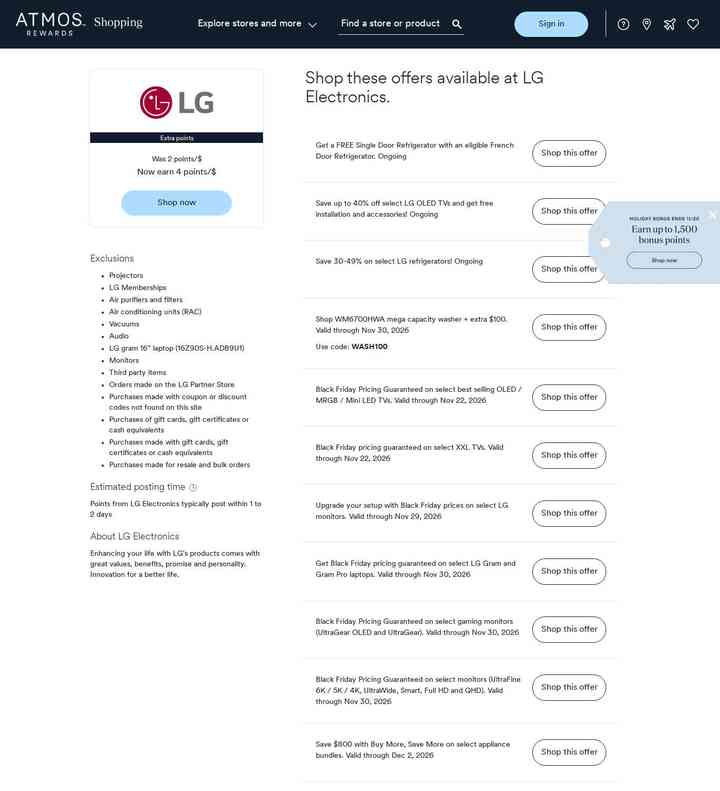 ATMOS™ Shopping
REWARDS
Explore stores and more
Find a store or product
Sign in
LG
Extra points
Was 2 points/$
Now earn 4 points/$
Shop now
Exclusions
• Projectors
• LG Memberships
• Air purifiers and filters
• Air conditioning units (RAC)
• Vacuums
• Audio
• LG gram 16" laptop (16Z90S-H.ADB9U1)
• Monitors
• Third party items
• Orders made on the LG Partner Store
• Purchases made with coupon or discount
codes not found on this site
• Purchases of gift cards, gift certificates or
cash equivalents
• Purchases made with gift cards, gift
certificates or cash equivalents
• Purchases made for resale and bulk orders
Estimated posting time
Points from LG Electronics typically post within 1 to
2 days
About LG Electronics
Enhancing your life with LG's products comes with
great values, benefits, promise and personality.
Innovation for a better life.
Shop these offers available at LG
Electronics.
Get a FREE Single Door Refrigerator with an eligible French
Door Refrigerator. Ongoing
Shop this offer
Save up to 40% off select LG OLED TVs and get free
installation and accessories! Ongoing
Shop this offer
Save 30-49% on select LG refrigerators! Ongoing
Shop this offer
Shop WM6700HWA mega capacity washer + extra $100.
Valid through Nov 30, 2026
Use code: WASH100
Shop this offer
Black Friday Pricing Guaranteed on select best selling OLED /
MRGB / Mini LED TVs. Valid through Nov 22, 2026
Shop this offer
Black Friday pricing guaranteed on select XXL TVs. Valid
through Nov 22, 2026
Shop this offer
Upgrade your setup with Black Friday prices on select LG
monitors. Valid through Nov 29, 2026
Shop this offer
Get Black Friday pricing guaranteed on select LG Gram and
Gram Pro laptops. Valid through Nov 30, 2026
Shop this offer
Black Friday Pricing Guaranteed on select gaming monitors
(UltraGear OLED and UltraGear). Valid through Nov 30, 2026
Shop this offer
Black Friday Pricing Guaranteed on select monitors (UltraFine
6K / 5K / 4K, UltraWide, Smart, Full HD and QHD). Valid
through Nov 30, 2026
Shop this offer
Save $800 with Buy More, Save More on select appliance
bundles. Valid through Dec 2, 2026
Shop this offer
HOLIDAY BONUS ENDS 11/25
Earn up to 1,500
bonus points
Shop now